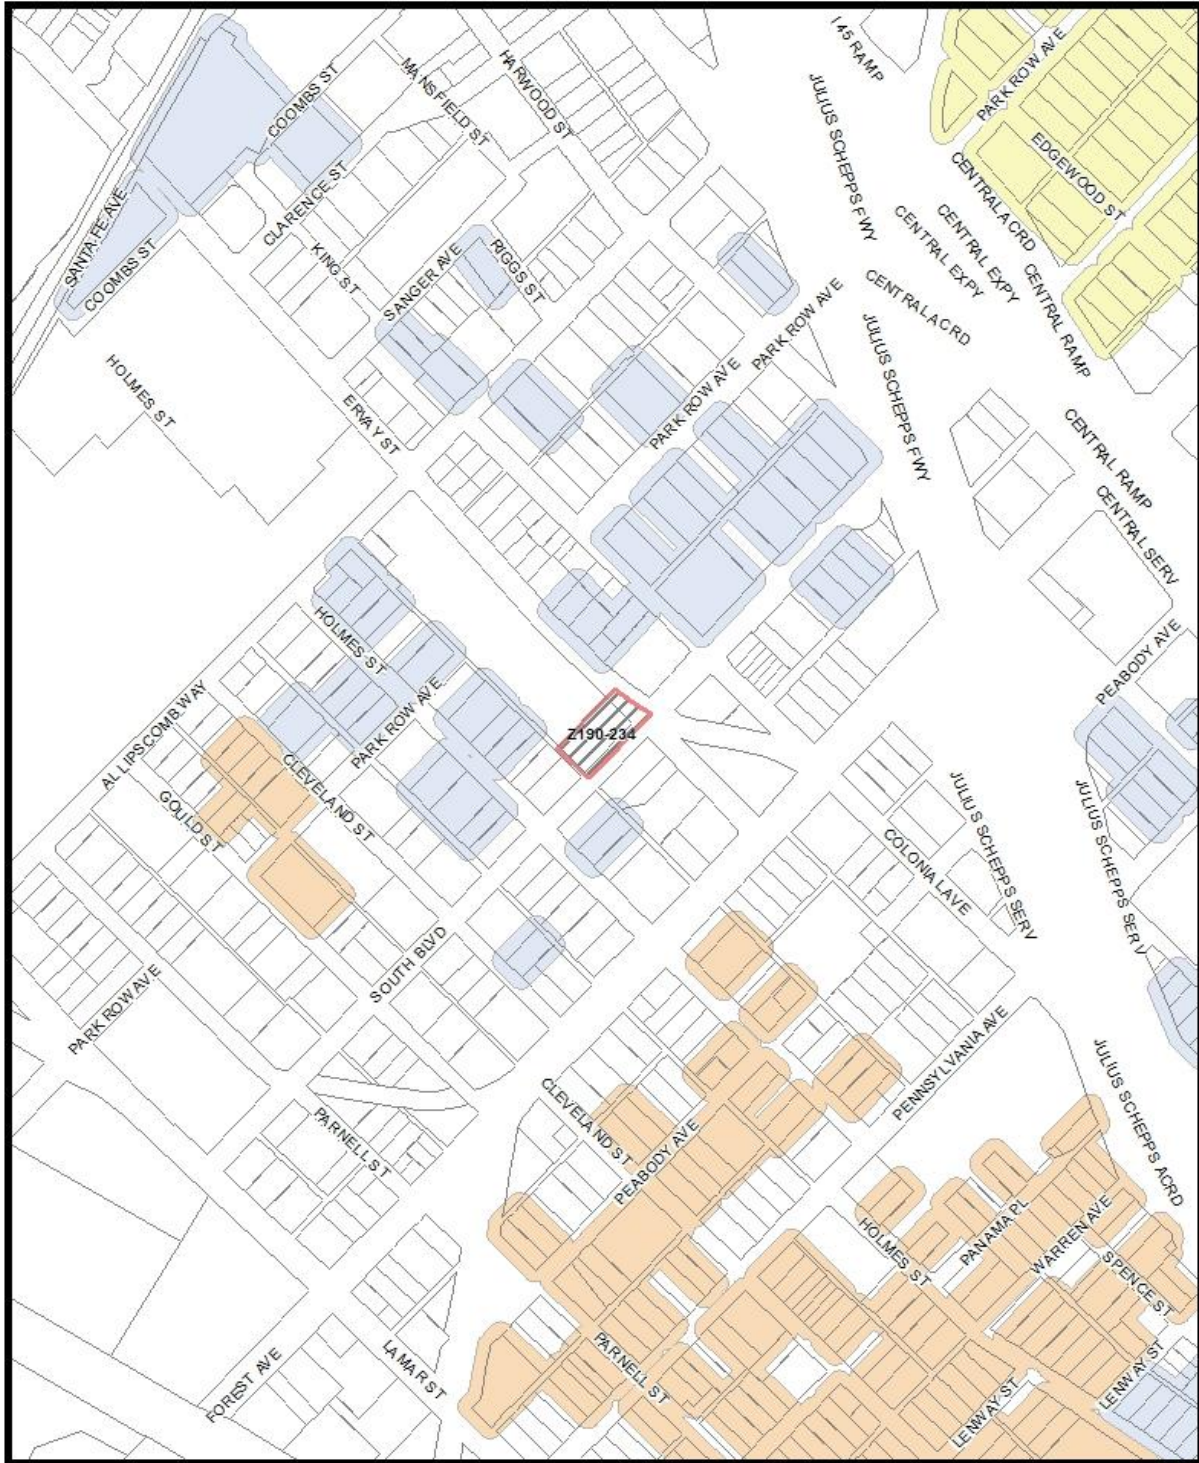 I45 RAMP
PARK ROW AVE
HARWOOD ST
MANSFIELD ST
COOMBS ST
JULIUS SCHEPPS FWY
EDGEWOOD ST
CENTRAL ACRD
CLARENCE ST
SANTA FE AVE
COOMBS ST
KING ST
SANGER AVE
RIGGS ST
CENTRAL EXPY
CENTRAL EXPY
CENTRAL ACRD
CENTRAL RAMP
PARK ROW AVE
JULIUS SCHEPPS FWY
HOLMES ST
ERVAY ST
PARK ROW AVE
CENTRAL RAMP
CENTRAL SERV
HOLMES ST
PEABODY AVE
AL LIPSCOMB WAY
PARK ROW AVE
Z190-234
CLEVELAND ST
GOULD ST
JULIUS SCHEPPS SERV
JULIUS SCHEPPS SERV
COLONIAL AVE
SOUTH BLVD
PARK ROW AVE
PENNSYLVANIA AVE
JULIUS SCHEPPS ACRD
CLEVELAND ST
PARNELL ST
PEABODY AVE
HOLMES ST
PANAMA PL
WARREN AVE
SPENCE ST
FOREST AVE
LAMAR ST
PARNELL ST
LENWAY ST
LENWAY ST